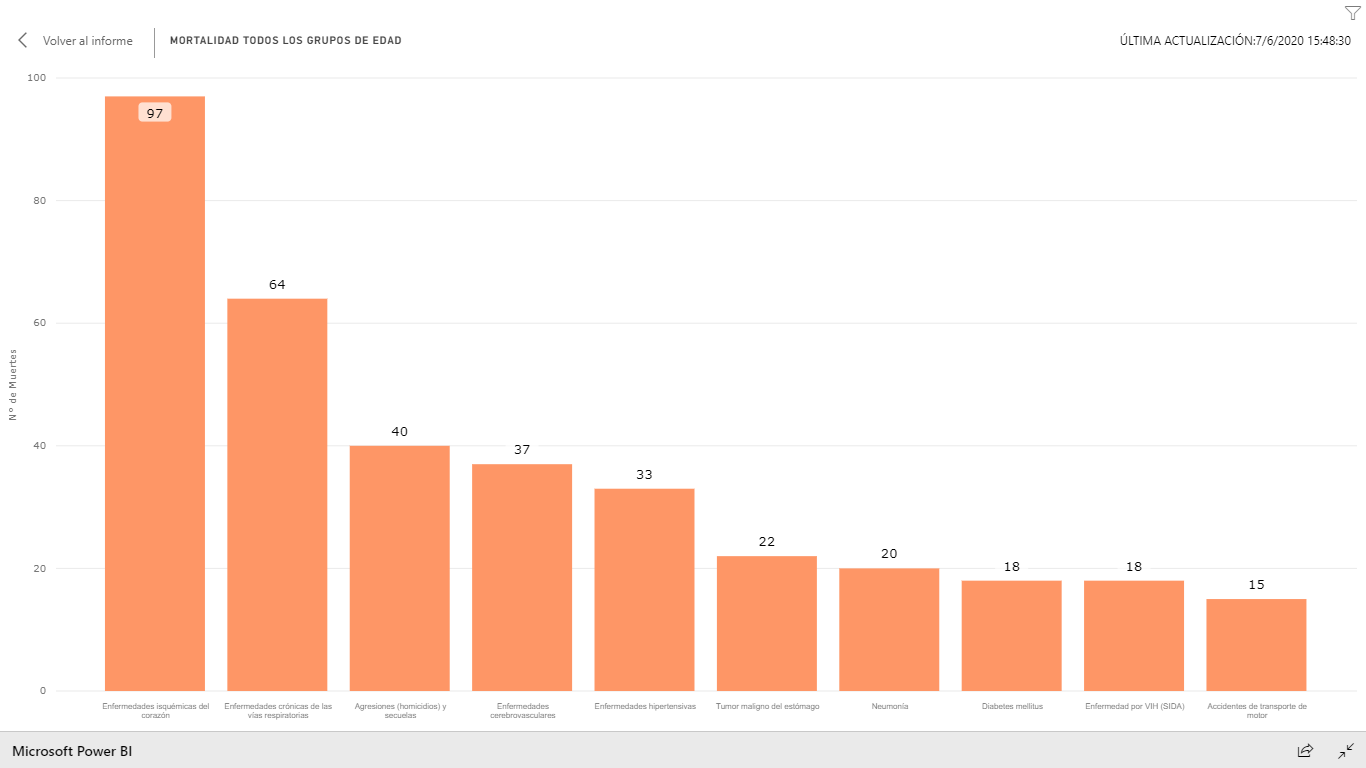 Volver al informe
MORTALIDAD TODOS LOS GRUPOS DE EDAD
ÚLTIMA ACTUALIZACIÓN:7/6/2020 15:48:30
100
80
60
40
20
0
Nº de Muertes
97
64
40
37
33
22
20
18
18
15
Enfermedades isquémicas del
corazón
Enfermedades crónicas de las
vías respiratorias
Agresiones (homicidios) y
secuelas
Enfermedades
cerebrovasculares
Enfermedades hipertensivas
Tumor maligno del estómago
Neumonía
Diabetes mellitus
Enfermedad por VIH (SIDA)
Accidentes de transporte de
motor
Microsoft Power BI